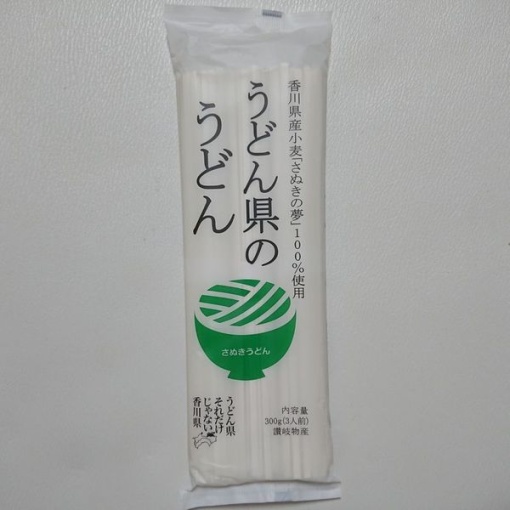 香川県産小麦「さぬきの夢」100%使用
うどん県の
うどん
さぬきうどん
うどん県
それだけ
じゃない
香川県
内容量
300g(3人前)
讃岐物産